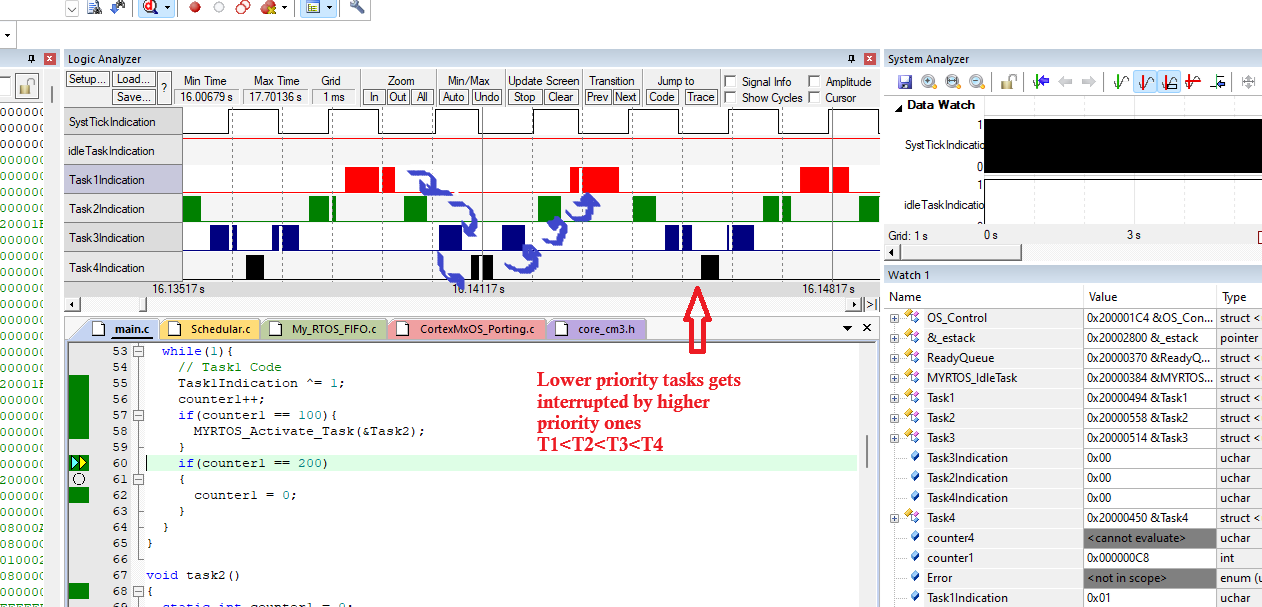 Logic Analyzer
System Analyzer
Setup... Load... ? Min Time Max Time Grid Zoom Min/Max Update Screen Transition Jump to Signal Info Amplitude
Save... 16.00679 s 17.70136 s 1 ms In Out All Auto Undo Stop Clear Prev Next Code Trace Show Cycles Cursor
SystTickIndication
idleTaskIndication
Task1Indication
Task2Indication
Task3Indication
Task4Indication
16.13517 s 16.14117 s 16.14817 s
Data Watch
1
SystTickIndicatic
0
1
idleTaskIndicatio
0
Grid: 1 s 0 s 3 s
main.c Schedular.c My_RTOS_FIFO.c CortexMxOS_Porting.c core_cm3.h
53 while(1){
54 // Task1 Code
55 Task1Indication ^= 1;
56 counter1++;
57 if(counter1 == 100){
58 MYRTOS_Activate_Task(&Task2);
59 }
60 if(counter1 == 200)
61 {
62 counter1 = 0;
63 }
64 }
65 }
66
67 void task2()
68 {
69 static int counter1 = 0;
Lower priority tasks gets
interrupted by higher
priority ones
T1<T2<T3<T4
Watch 1
Name Value Type
OS_Control 0x200001C4 &OS_Con... struct <
&_estack 0x20002800 &_estack pointer
ReadyQueue 0x20000370 &ReadyQ... struct <
MYRTOS_IdleTask 0x20000384 &MYRTOS... struct <
Task1 0x20000494 &Task1 struct <
Task2 0x20000558 &Task2 struct <
Task3 0x20000514 &Task3 struct <
Task3Indication 0x00 uchar
Task2Indication 0x00 uchar
Task4Indication 0x00 uchar
Task4 0x20000450 &Task4 struct <
counter4 <cannot evaluate> uchar
counter1 0x000000C8 int
Error <not in scope> enum (u
Task1Indication 0x01 uchar